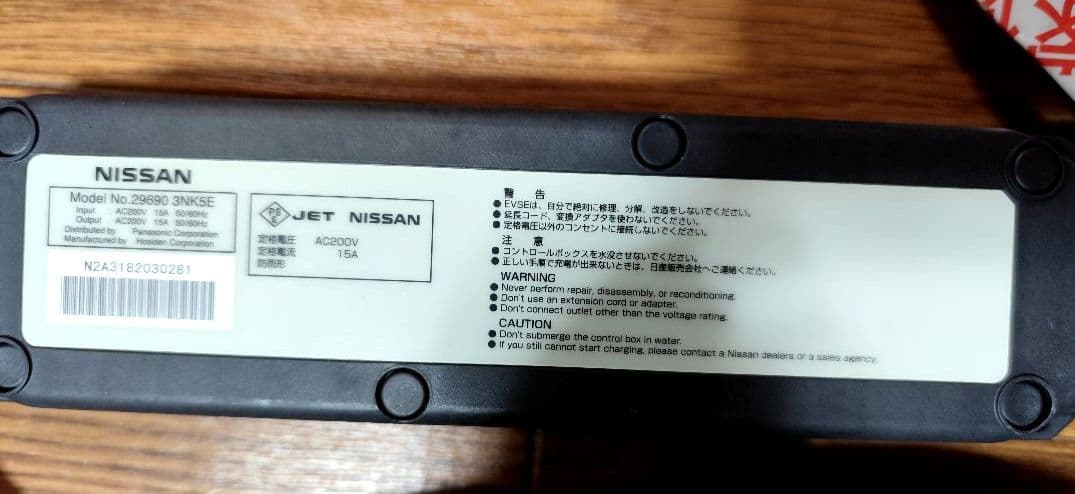 NISSAN
Model No.29690 3NK5E
Input AC200V 15A 50/60Hz
Output AC200V 15A 50/60Hz
Distributed by Panasonic Corporation
Manufactured by Hosiden Corporation
N2A3182030281
PS
E
JET NISSAN
定格電圧 AC200V
定格電流 15A
防雨形
警 告
● EVSEは、自分で絶対に修理、分解、改造をしないでください。
● 延長コード、変換アダプタを使わないでください。
● 定格電圧以外のコンセントに接続しないでください。
注 意
● コントロールボックスを水没させないでください。
● 正しい手順で充電が出来ないときは、日産販売会社へご連絡ください。
WARNING
● Never perform repair, disassembly, or reconditioning.
● Don't use an extension cord or adapter.
● Don't connect outlet other than the voltage rating.
CAUTION
● Don't submerge the control box in water.
● If you still cannot start charging, please contact a Nissan dealers or a sales agency.